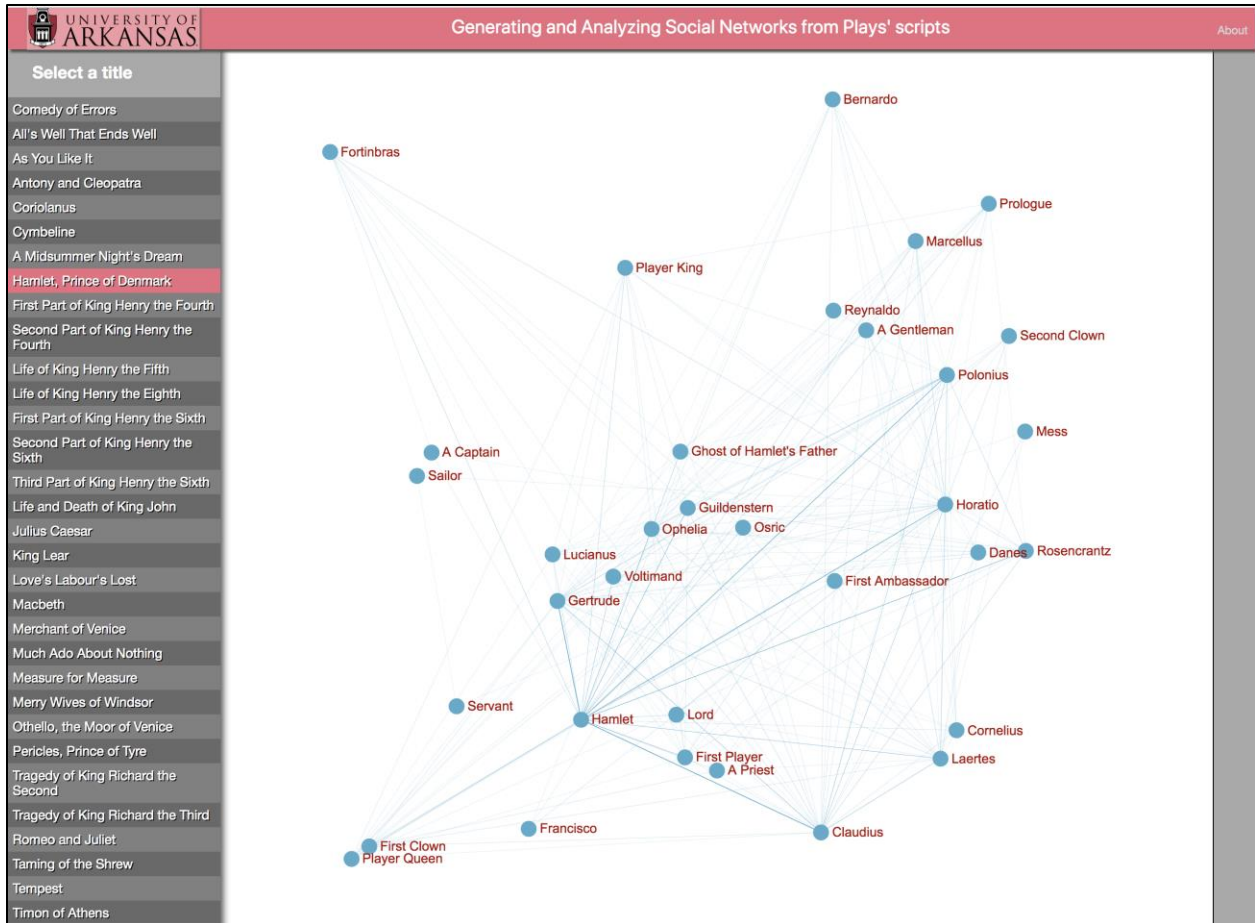 UNIVERSITY OF
ARKANSAS
Generating and Analyzing Social Networks from Plays' scripts
About
Select a title
Comedy of Errors
All's Well That Ends Well
As You Like It
Antony and Cleopatra
Coriolanus
Cymbeline
A Midsummer Night's Dream
Hamlet, Prince of Denmark
First Part of King Henry the Fourth
Second Part of King Henry the
Fourth
Life of King Henry the Fifth
Life of King Henry the Eighth
First Part of King Henry the Sixth
Second Part of King Henry the
Sixth
Third Part of King Henry the Sixth
Life and Death of King John
Julius Caesar
King Lear
Love's Labour's Lost
Macbeth
Merchant of Venice
Much Ado About Nothing
Measure for Measure
Merry Wives of Windsor
Othello, the Moor of Venice
Pericles, Prince of Tyre
Tragedy of King Richard the
Second
Tragedy of King Richard the Third
Romeo and Juliet
Taming of the Shrew
Tempest
Timon of Athens
Bernardo
Fortinbras
Prologue
Marcellus
Player King
Reynaldo
A Gentleman
Second Clown
Polonius
Mess
A Captain
Ghost of Hamlet's Father
Sailor
Guildenstern
Horatio
Ophelia
Osric
Lucianus
Danes
Rosencrantz
Voltimand
First Ambassador
Gertrude
Servant
Hamlet
Lord
Cornelius
First Player
Laertes
A Priest
Francisco
Claudius
First Clown
Player Queen